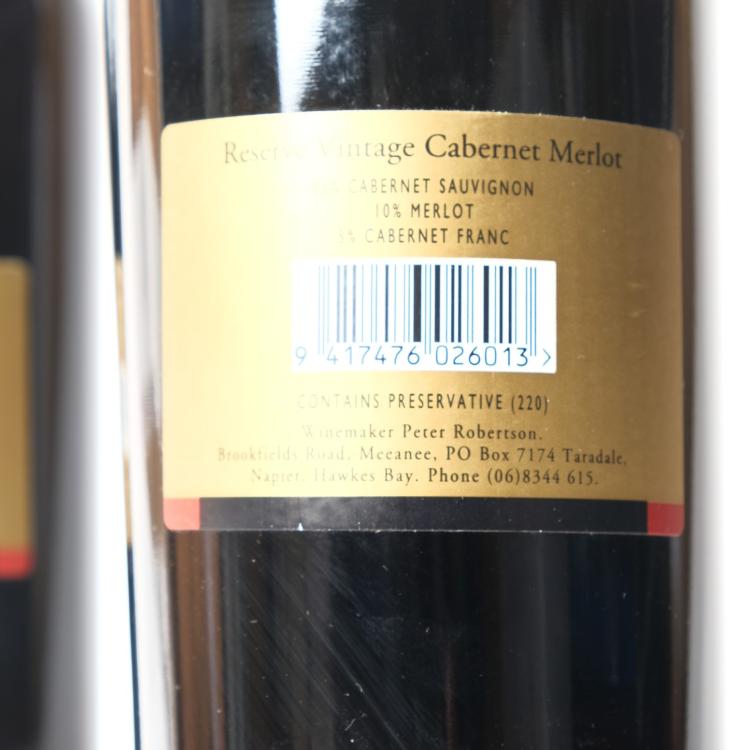 Reserve Vintage Cabernet Merlot
CABERNET SAUVIGNON
10% MERLOT
5% CABERNET FRANC
9 417476 026013 >
CONTAINS PRESERVATIVE (220)
Winemaker Peter Robertson.
Brookfields Road, Meeanee, PO Box 7174 Taradale,
Napier, Hawkes Bay. Phone (06)8344 615.